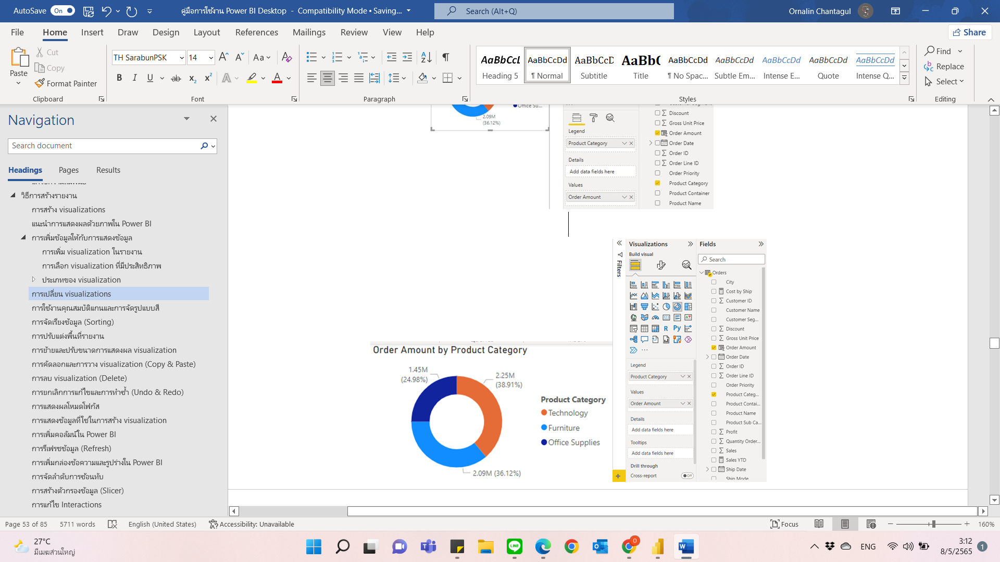 AutoSave On คู่มือการใช้งาน Power BI Desktop - Compatibility Mode • Saving... Search (Alt+Q) Ornalin Chantagul
File Home Insert Draw Design Layout References Mailings Review View Help Share
Paste
Cut
Copy
Format Painter
Clipboard
TH SarabunPSK 14
Font
Paragraph
AaBbCcL AaBbCcDd AaBbCcD AaBb( AaBbCcDd AaBbCcDd AaBbCcDd AaBbCcDd AaBbCcDd
Heading 5 ¶ Normal Subtitle Title ¶ No Spac... Subtle Em... Intense E... Quote Intense Q...
Styles
Find
Replace
Select
Editing
Navigation
Search document
Headings Pages Results
วิธีการสร้างรายงาน
การสร้าง visualizations
แนะนำการแสดงผลด้วยภาพใน Power BI
การเพิ่มข้อมูลให้กับการแสดงข้อมูล
การเพิ่ม visualization ในรายงาน
การเลือก visualization ที่มีประสิทธิภาพ
ประเภทของ visualization
การเปลี่ยน visualizations
การใช้งานคุณสมบัติแกนและการจัดรูปแบบสี
การจัดเรียงข้อมูล (Sorting)
การปรับแต่งพื้นที่รายงาน
การย้ายและปรับขนาดการแสดงผล visualization
การคัดลอกและการวาง visualization (Copy & Paste)
การลบ visualization (Delete)
การยกเลิกการแก้ไขและการทำซ้ำ (Undo & Redo)
การแสดงผลโหมดโฟกัส
การแสดงข้อมูลที่ใช้ในการสร้าง visualization
การเพิ่มคอลัมน์ใน Power BI
การรีเฟรชข้อมูล (Refresh)
การเพิ่มกล่องข้อความและรูปร่างใน Power BI
การจัดลำดับการซ้อนทับ
การสร้างตัวกรองข้อมูล (Slicer)
การแก้ไข Interactions
Office Su...
2.09M
(36.12%)
Legend
Product Category
Details
Add data fields here
Values
Order Amount
Customer Segment
Discount
Gross Unit Price
Order Amount
Order Date
Order ID
Order Line ID
Order Priority
Product Category
Product Container
Product Name
Order Amount by Product Category
1.45M
(24.98%)
2.25M
(38.91%)
2.09M (36.12%)
Product Category
Technology
Furniture
Office Supplies
Filters
Visualizations
Build visual
R Py
...
Legend
Product Category
Values
Order Amount
Details
Add data fields here
Tooltips
Add data fields here
Drill through
Cross-report Off
Fields
Search
Orders
City
Cost by Ship
Customer ID
Customer Name
Customer Seg...
Discount
Gross Unit Price
Order Amount
Order Date
Order ID
Order Line ID
Order Priority
Product Categ...
Product Contai...
Product Name
Product Sub Ca...
Profit
Quantity Order...
Sales
Sales YTD
Ship Date
Ship Mode
Page 53 of 85 5711 words English (United States) Accessibility: Unavailable Focus 160%
27°C
มีเมฆส่วนใหญ่
ENG
3:12
8/5/2565
1